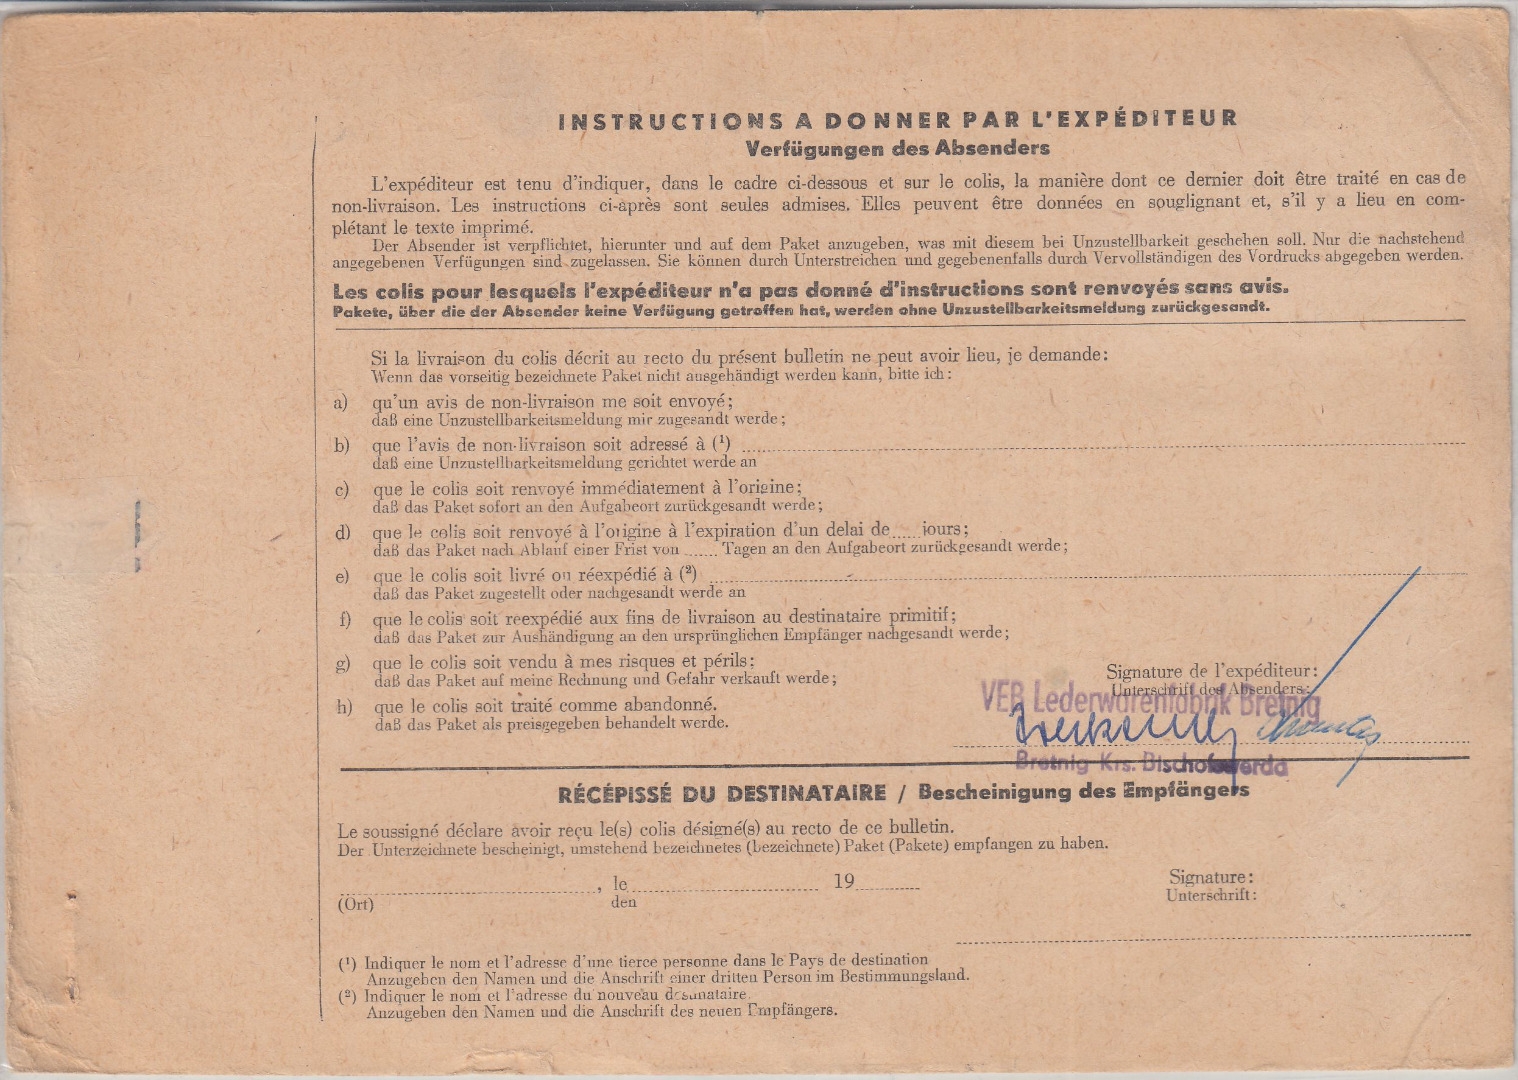 INSTRUCTIONS A DONNER PAR L'EXPÉDITEUR
Verfügungen des Absenders
L'expéditeur est tenu d'indiquer, dans le cadre ci-dessous et sur le colis, la manière dont ce dernier doit être traité en cas de
non-livraison. Les instructions ci-après sont seules admises. Elles peuvent être données en souglignant et, s'il y a lieu en com-
plétant le texte imprimé.
Der Absender ist verpflichtet, hierunter und auf dem Paket anzugeben, was mit diesem bei Unzustellbarkeit geschehen soll. Nur die nachstehend
angegebenen Verfügungen sind zugelassen. Sie können durch Unterstreichen und gegebenenfalls durch Vervollständigen des Vordrucks abgegeben werden.
Les colis pour lesquels l'expéditeur n'a pas donné d'instructions sont renvoyés sans avis.
Pakete, über die der Absender keine Verfügung getroffen hat, werden ohne Unzustellbarkeitsmeldung zurückgesandt.
Si la livraison du colis décrit au recto du présent bulletin ne peut avoir lieu, je demande:
Wenn das vorseitig bezeichnete Paket nicht ausgehändigt werden kann, bitte ich:
a) qu'un avis de non-livraison me soit envoyé;
daß eine Unzustellbarkeitsmeldung mir zugesandt werde;
b) que l'avis de non-livraison soit adressé à (¹)
daß eine Unzustellbarkeitsmeldung gerichtet werde an
c) que le colis soit renvoyé immédiatement à l'origine;
daß das Paket sofort an den Aufgabeort zurückgesandt werde;
d) que le colis soit renvoyé à l'origine à l'expiration d'un delai de ..... jours;
daß das Paket nach Ablauf einer Frist von ...... Tagen an den Aufgabeort zurückgesandt werde;
e) que le colis soit livré ou réexpédié à (²)
daß das Paket zugestellt oder nachgesandt werde an
f) que le colis soit reexpédié aux fins de livraison au destinataire primitif;
daß das Paket zur Aushändigung an den ursprünglichen Empfänger nachgesandt werde;
g) que le colis soit vendu à mes risques et périls;
daß das Paket auf meine Rechnung und Gefahr verkauft werde;
h) que le colis soit traité comme abandonné.
daß das Paket als preisgegeben behandelt werde.
Signature de l'expéditeur:
Unterschrift des Absenders:
VEB Lederwarenfabrik Bretnig
Bretnig Krs. Bischofswerda
RÉCÉPISSÉ DU DESTINATAIRE / Bescheinigung des Empfängers
Le soussigné déclare avoir reçu le(s) colis désigné(s) au recto de ce bulletin.
Der Unterzeichnete bescheinigt, umstehend bezeichnetes (bezeichnete) Paket (Pakete) empfangen zu haben.
, le 19
(Ort) den
Signature:
Unterschrift:
(¹) Indiquer le nom et l'adresse d'une tierce personne dans le Pays de destination
Anzugeben den Namen und die Anschrift einer dritten Person im Bestimmungsland.
(²) Indiquer le nom et l'adresse du nouveau destinataire.
Anzugeben den Namen und die Anschrift des neuen Empfängers.